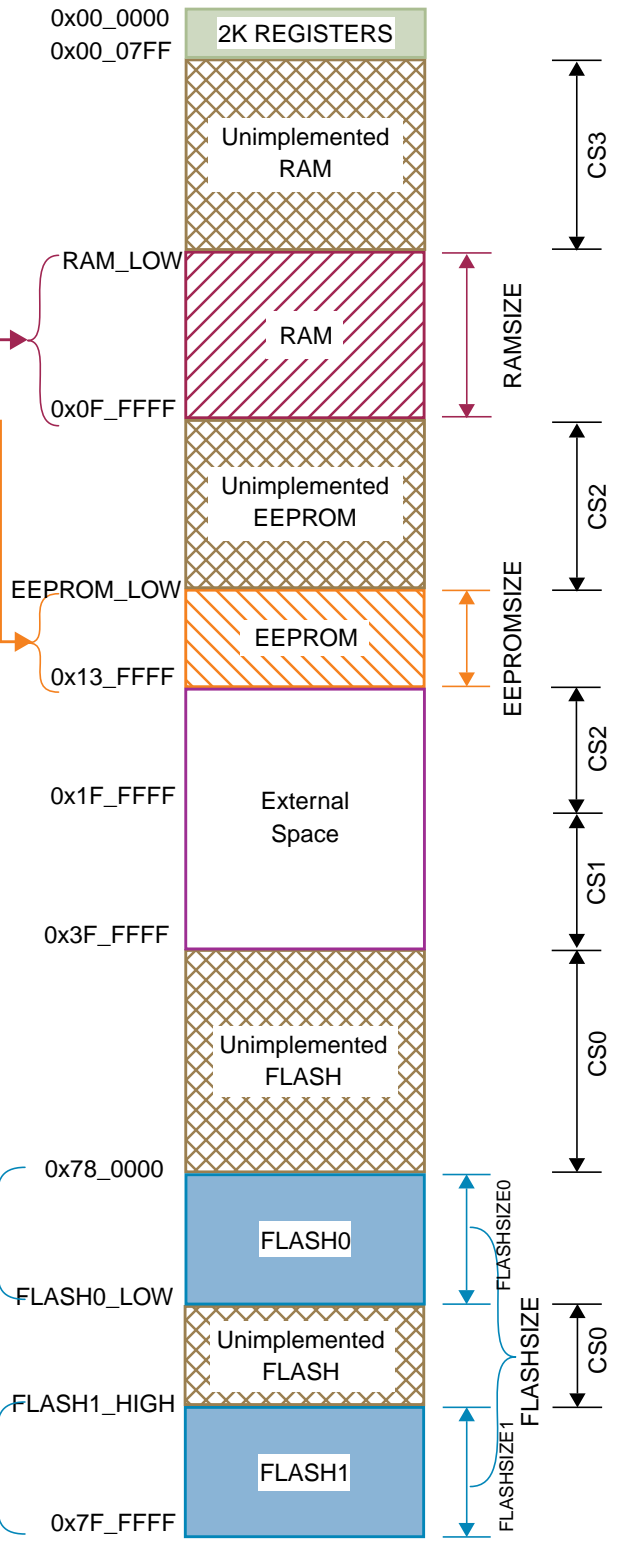 0x00_0000
0x00_07FF
2K REGISTERS
Unimplemented
RAM
CS3
RAM_LOW
RAM
RAMSIZE
0x0F_FFFF
Unimplemented
EEPROM
CS2
EEPROM_LOW
EEPROM
EEPROMSIZE
0x13_FFFF
CS2
0x1F_FFFF
External
Space
CS1
0x3F_FFFF
Unimplemented
FLASH
CS0
0x78_0000
FLASH0
FLASHSIZE0
FLASH0_LOW
Unimplemented
FLASH
FLASHSIZE
CS0
FLASH1_HIGH
FLASH1
FLASHSIZE1
0x7F_FFFF